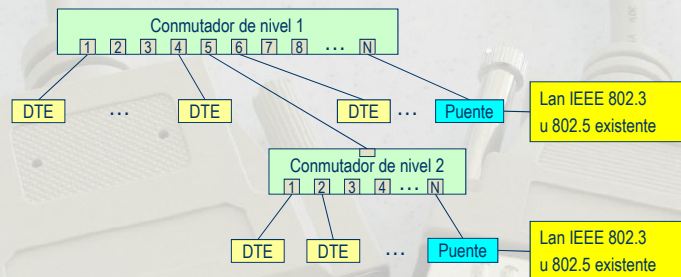 Conmutador de nivel 1
1 2 3 4 5 6 7 8 ... N
DTE ... DTE DTE ... Puente
Lan IEEE 802.3
u 802.5 existente
Conmutador de nivel 2
1 2 3 4 ... N
DTE DTE ... Puente
Lan IEEE 802.3
u 802.5 existente